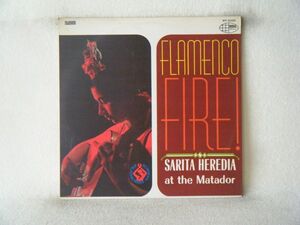 FLAMENCO
FIRE!
SARITA HEREDIA
at the Matador